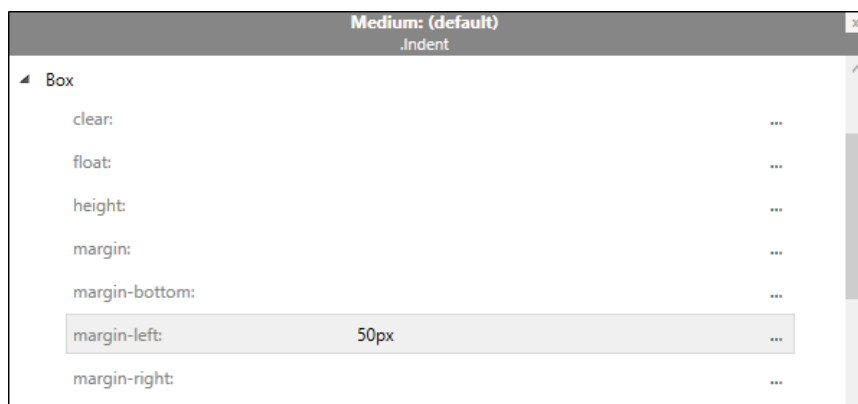 Medium: (default)
.Indent
Box
clear: ...
float: ...
height: ...
margin: ...
margin-bottom: ...
margin-left: 50px ...
margin-right: ...